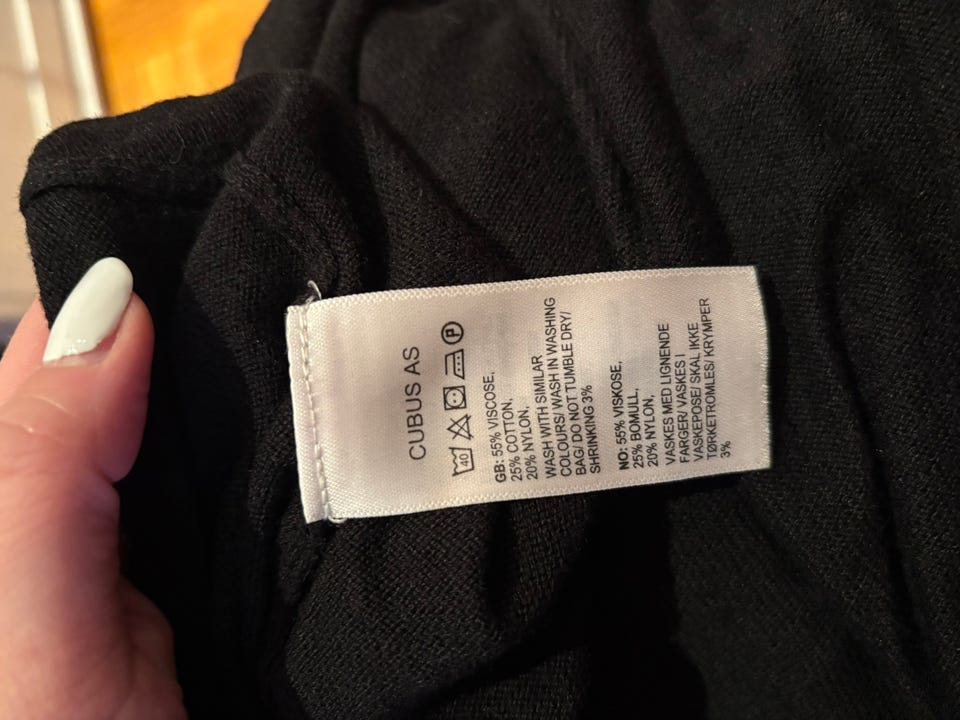 CUBUS AS
40 P
GB: 55% VISCOSE,
25% COTTON,
20% NYLON,
WASH WITH SIMILAR
COLOURS/ WASH IN WASHING
BAG/ DO NOT TUMBLE DRY/
SHRINKING 3%
NO: 55% VISKOSE,
25% BOMULL,
20% NYLON,
VASKES MED LIGNENDE
FARGER/ VASKES I
VASKEPOSE/ SKAL IKKE
TØRKETROMLES/ KRYMPER
3%